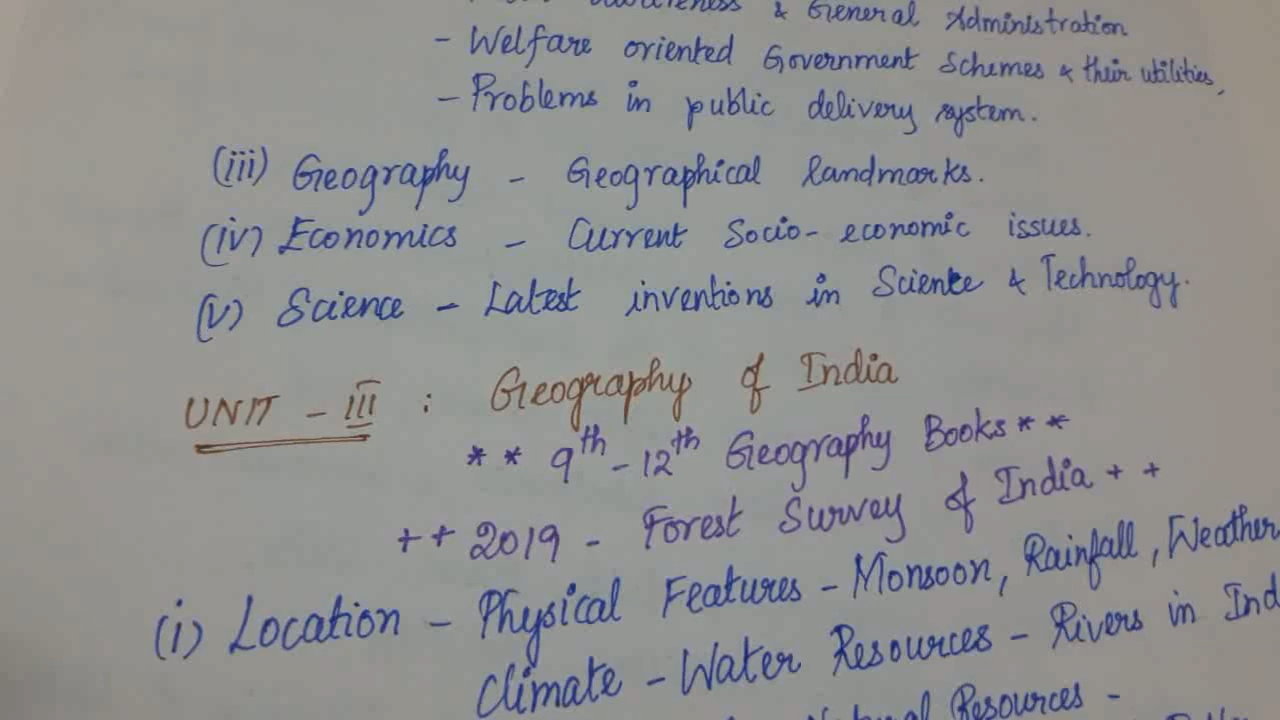 awareness & General Administration
- Welfare oriented Government Schemes & their utilities,
- Problems in public delivery system.
(iii) Geography - Geographical landmarks.
(iv) Economics - Current Socio-economic issues.
(v) Science - Latest inventions in Science & Technology.
UNIT - III : Geography of India
* * 9th - 12th Geography Books * *
++ 2019 - Forest Survey of India ++
(i) Location - Physical Features - Monsoon, Rainfall, Weather
Climate - Water Resources - Rivers in Ind
Resources -